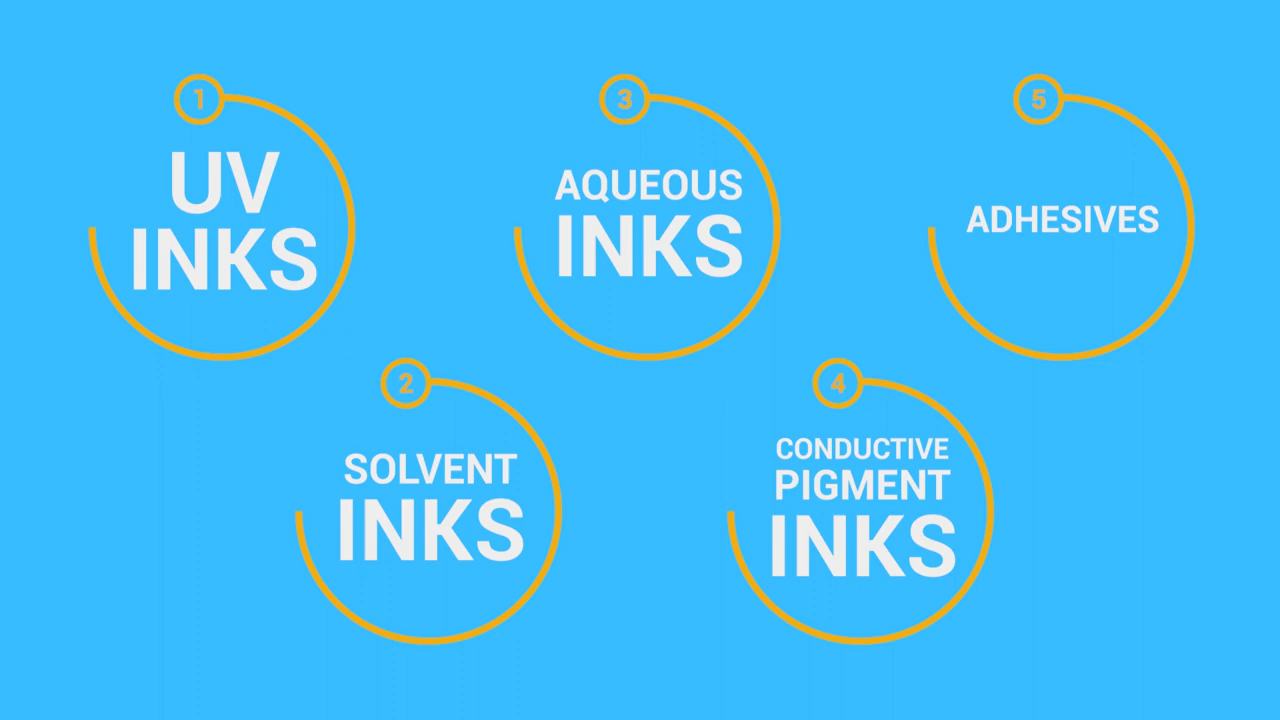 1
UV
INKS
2
SOLVENT
INKS
3
AQUEOUS
INKS
4
CONDUCTIVE
PIGMENT
INKS
5
ADHESIVES